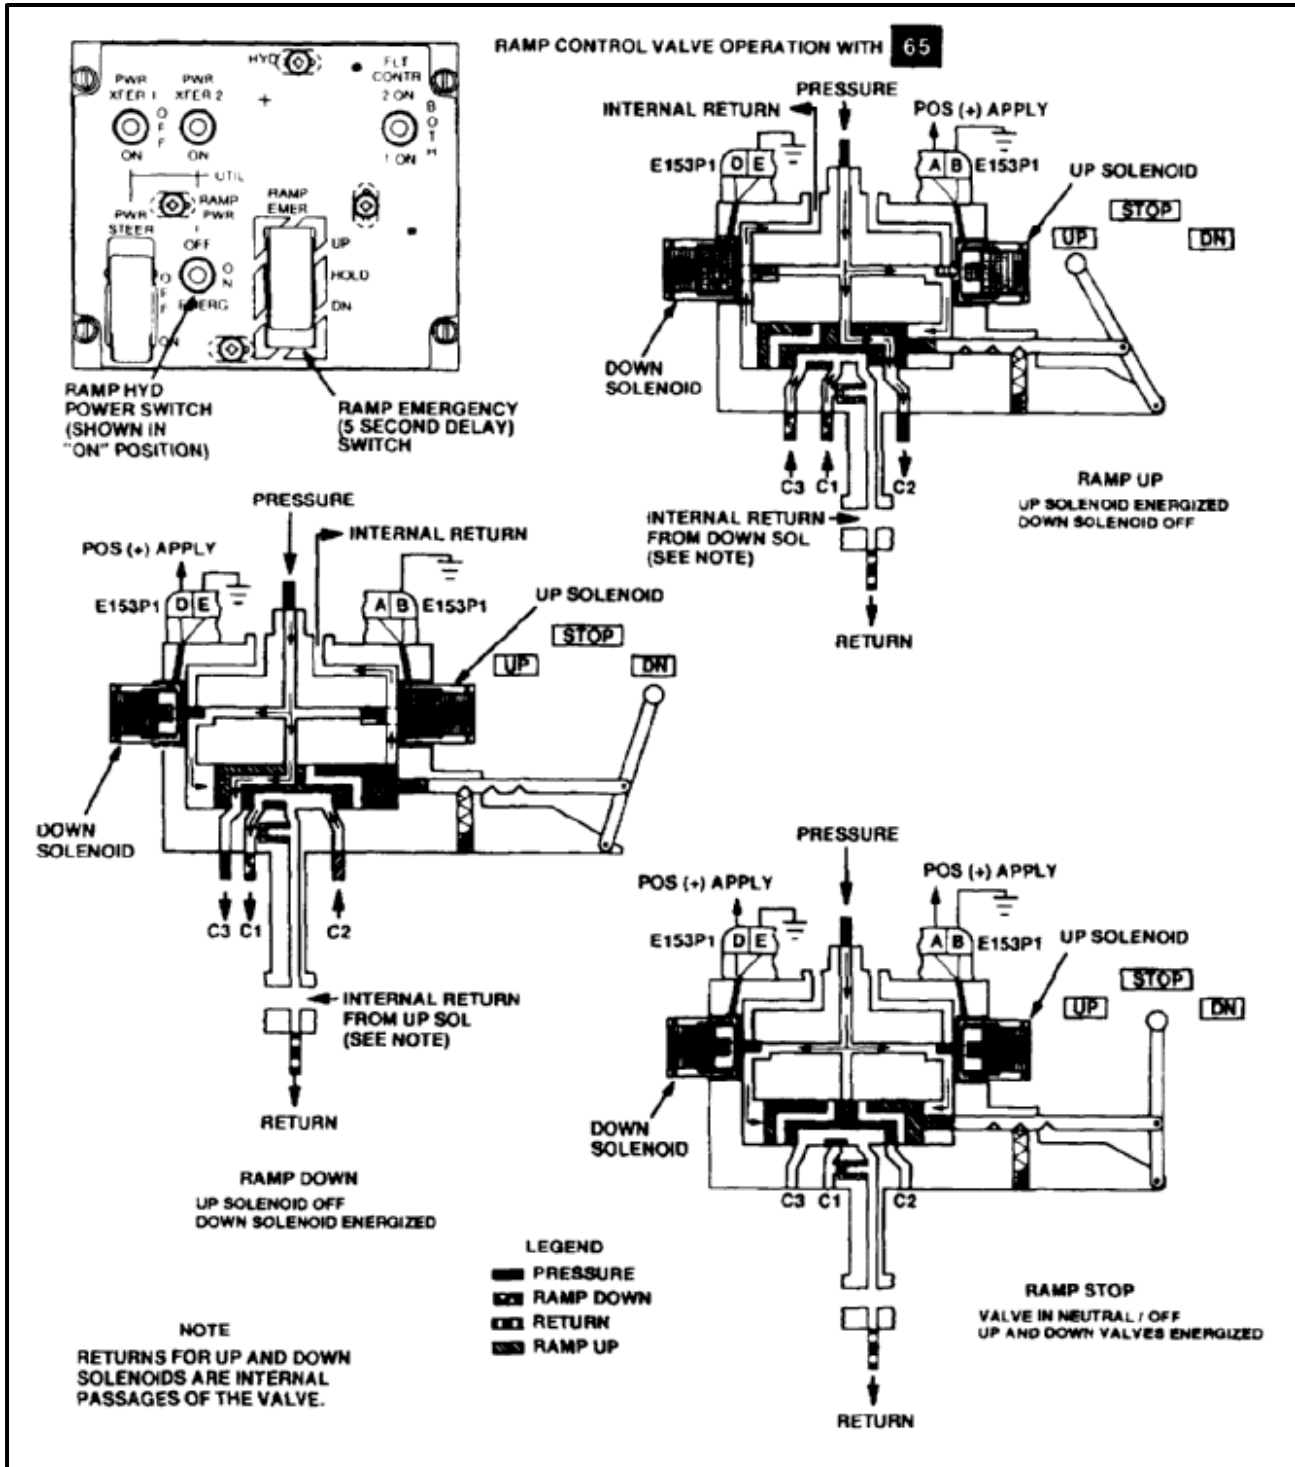 RAMP CONTROL VALVE OPERATION WITH 65
HYD
FLT
CONTR
2 ON
BOTH
1 ON
PWR
XFER 1
PWR
XFER 2
OFF
ON
ON
UTIL
RAMP
PWR
PWR
STEER
OFF
ON
OFF
ON
EMERG
RAMP
EMER
UP
HOLD
DN
RAMP HYD
POWER SWITCH
(SHOWN IN
"ON" POSITION)
RAMP EMERGENCY
(5 SECOND DELAY)
SWITCH
PRESSURE
INTERNAL RETURN
POS (+) APPLY
E153P1
D E
A B
E153P1
UP SOLENOID
STOP
UP
DN
DOWN
SOLENOID
C3
C1
C2
INTERNAL RETURN
FROM DOWN SOL
(SEE NOTE)
RETURN
RAMP UP
UP SOLENOID ENERGIZED
DOWN SOLENOID OFF
PRESSURE
INTERNAL RETURN
POS (+) APPLY
E153P1
D E
A B
E153P1
UP SOLENOID
STOP
UP
DN
DOWN
SOLENOID
C3
C1
C2
INTERNAL RETURN
FROM UP SOL
(SEE NOTE)
RETURN
RAMP DOWN
UP SOLENOID OFF
DOWN SOLENOID ENERGIZED
PRESSURE
POS (+) APPLY
POS (+) APPLY
E153P1
D E
A B
E153P1
UP SOLENOID
STOP
UP
DN
DOWN
SOLENOID
C3
C1
C2
RETURN
RAMP STOP
VALVE IN NEUTRAL / OFF
UP AND DOWN VALVES ENERGIZED
LEGEND
PRESSURE
RAMP DOWN
RETURN
RAMP UP
NOTE
RETURNS FOR UP AND DOWN
SOLENOIDS ARE INTERNAL
PASSAGES OF THE VALVE.